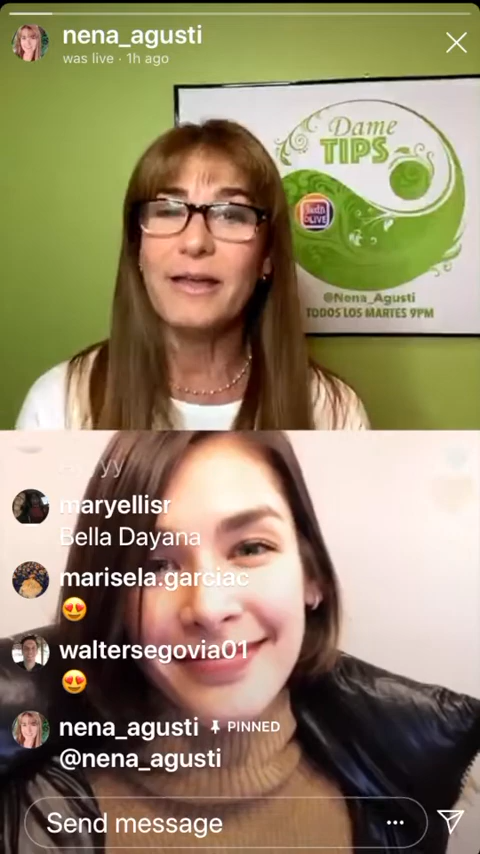 nena_agusti
was live · 1h ago
Dame
TIPS
LIVE
@Nena_Agusti
TODOS LOS MARTES 9PM
maryellisr
Bella Dayana
marisela.garciac
😍
waltersegovia01
😍
nena_agusti PINNED
@nena_agusti
Send message